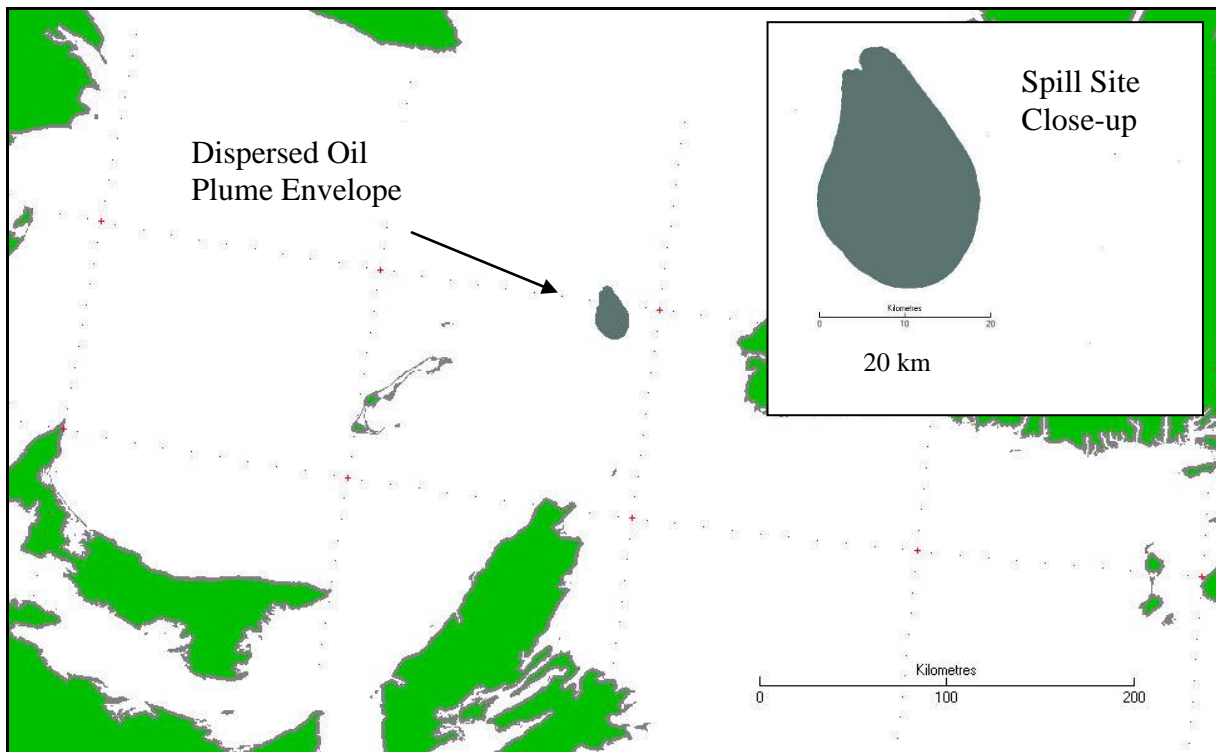 Dispersed Oil
Plume Envelope
Spill Site
Close-up
Kilometres
0 10 20
20 km
Kilometres
0 100 200